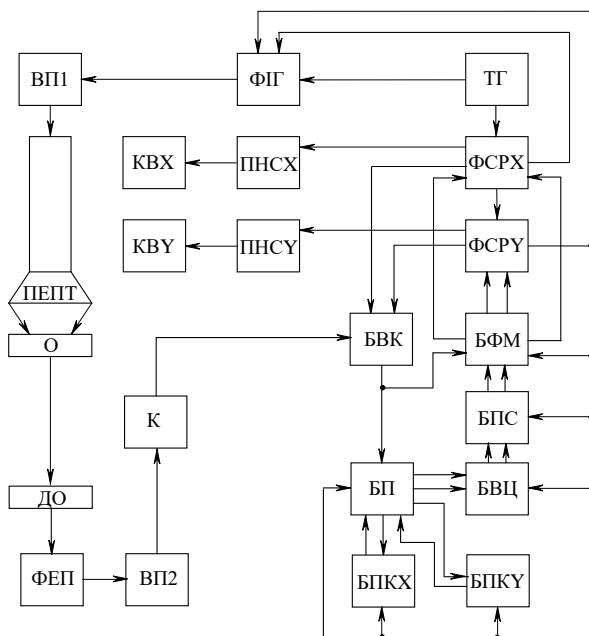 ВП1
ФІГ
ТГ
КВХ
ПНСХ
ФСРХ
КВY
ПНСY
ФСРY
ПЕПТ
О
БВК
БФМ
К
БПС
ДО
БП
БВЦ
ФЕП
ВП2
БПКХ
БПКY